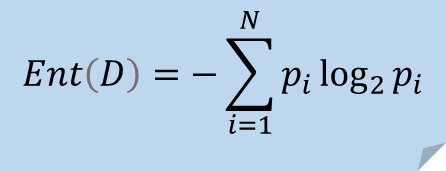 Ent(D) = − ∑_{i=1}^{N} p_i log_2 p_i